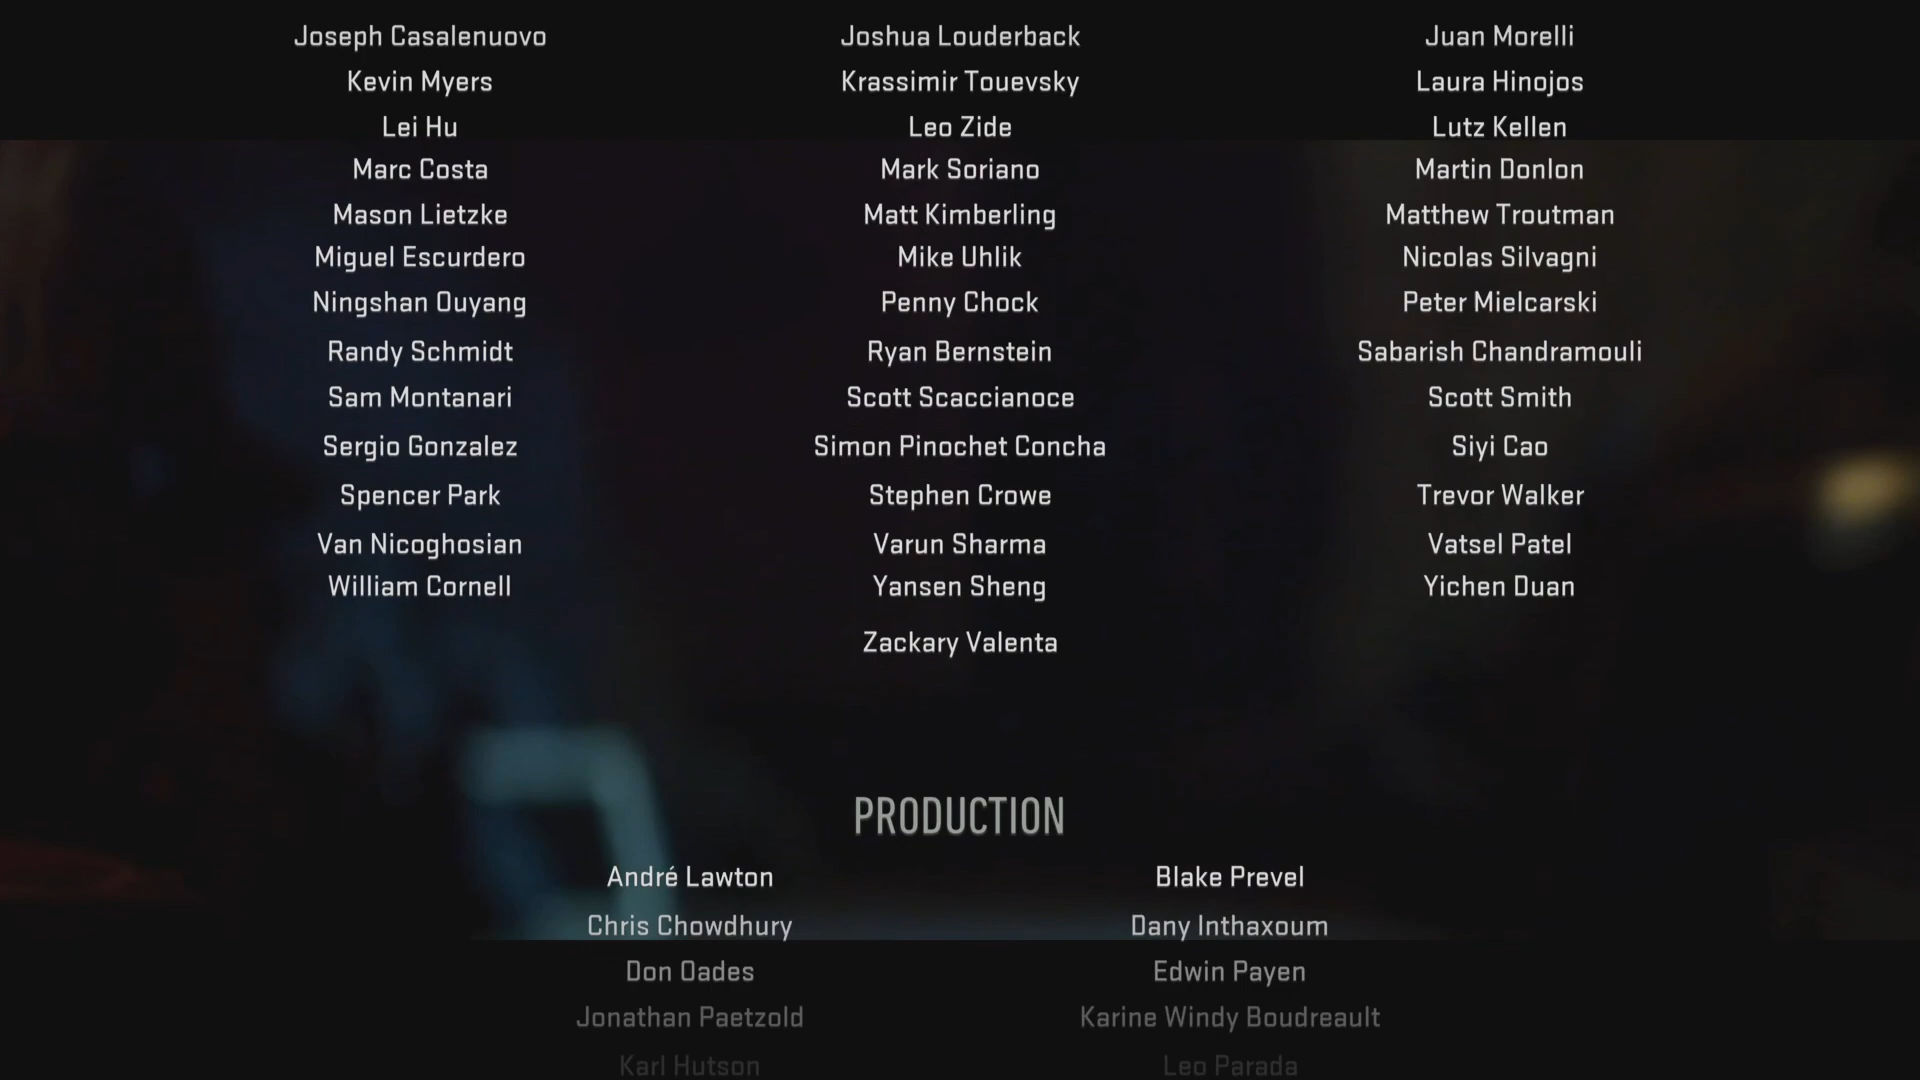 Joseph Casalenuovo Joshua Louderback Juan Morelli
Kevin Myers Krassimir Touevsky Laura Hinojos
Lei Hu Leo Zide Lutz Kellen
Marc Costa Mark Soriano Martin Donlon
Mason Lietzke Matt Kimberling Matthew Troutman
Miguel Escurdero Mike Uhlik Nicolas Silvagni
Ningshan Ouyang Penny Chock Peter Mielcarski
Randy Schmidt Ryan Bernstein Sabarish Chandramouli
Sam Montanari Scott Scaccianoce Scott Smith
Sergio Gonzalez Simon Pinochet Concha Siyi Cao
Spencer Park Stephen Crowe Trevor Walker
Van Nicoghosian Varun Sharma Vatsel Patel
William Cornell Yansen Sheng Yichen Duan
Zackary Valenta
PRODUCTION
André Lawton Blake Prevel
Chris Chowdhury Dany Inthaxoum
Don Oades Edwin Payen
Jonathan Paetzold Karine Windy Boudreault
Karl Hutson Leo Parada